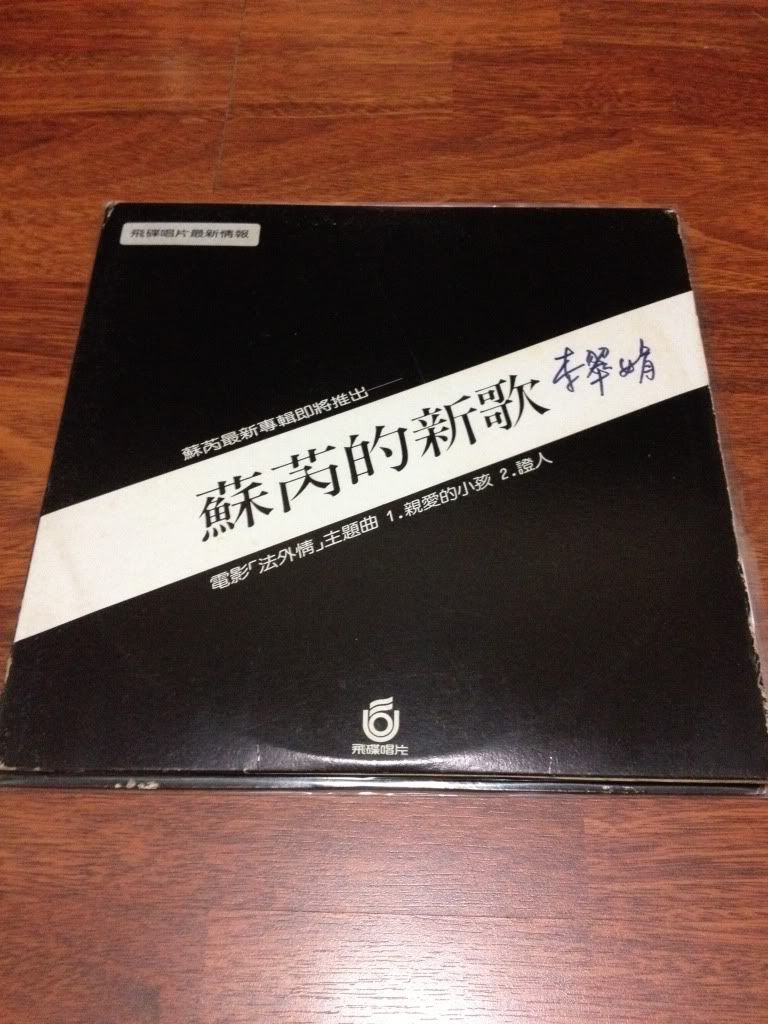 飛碟唱片最新情報
蘇芮最新專輯即將推出——
蘇芮的新歌
李翠娟
電影「法外情」主題曲 1.親愛的小孩 2.證人
飛碟唱片